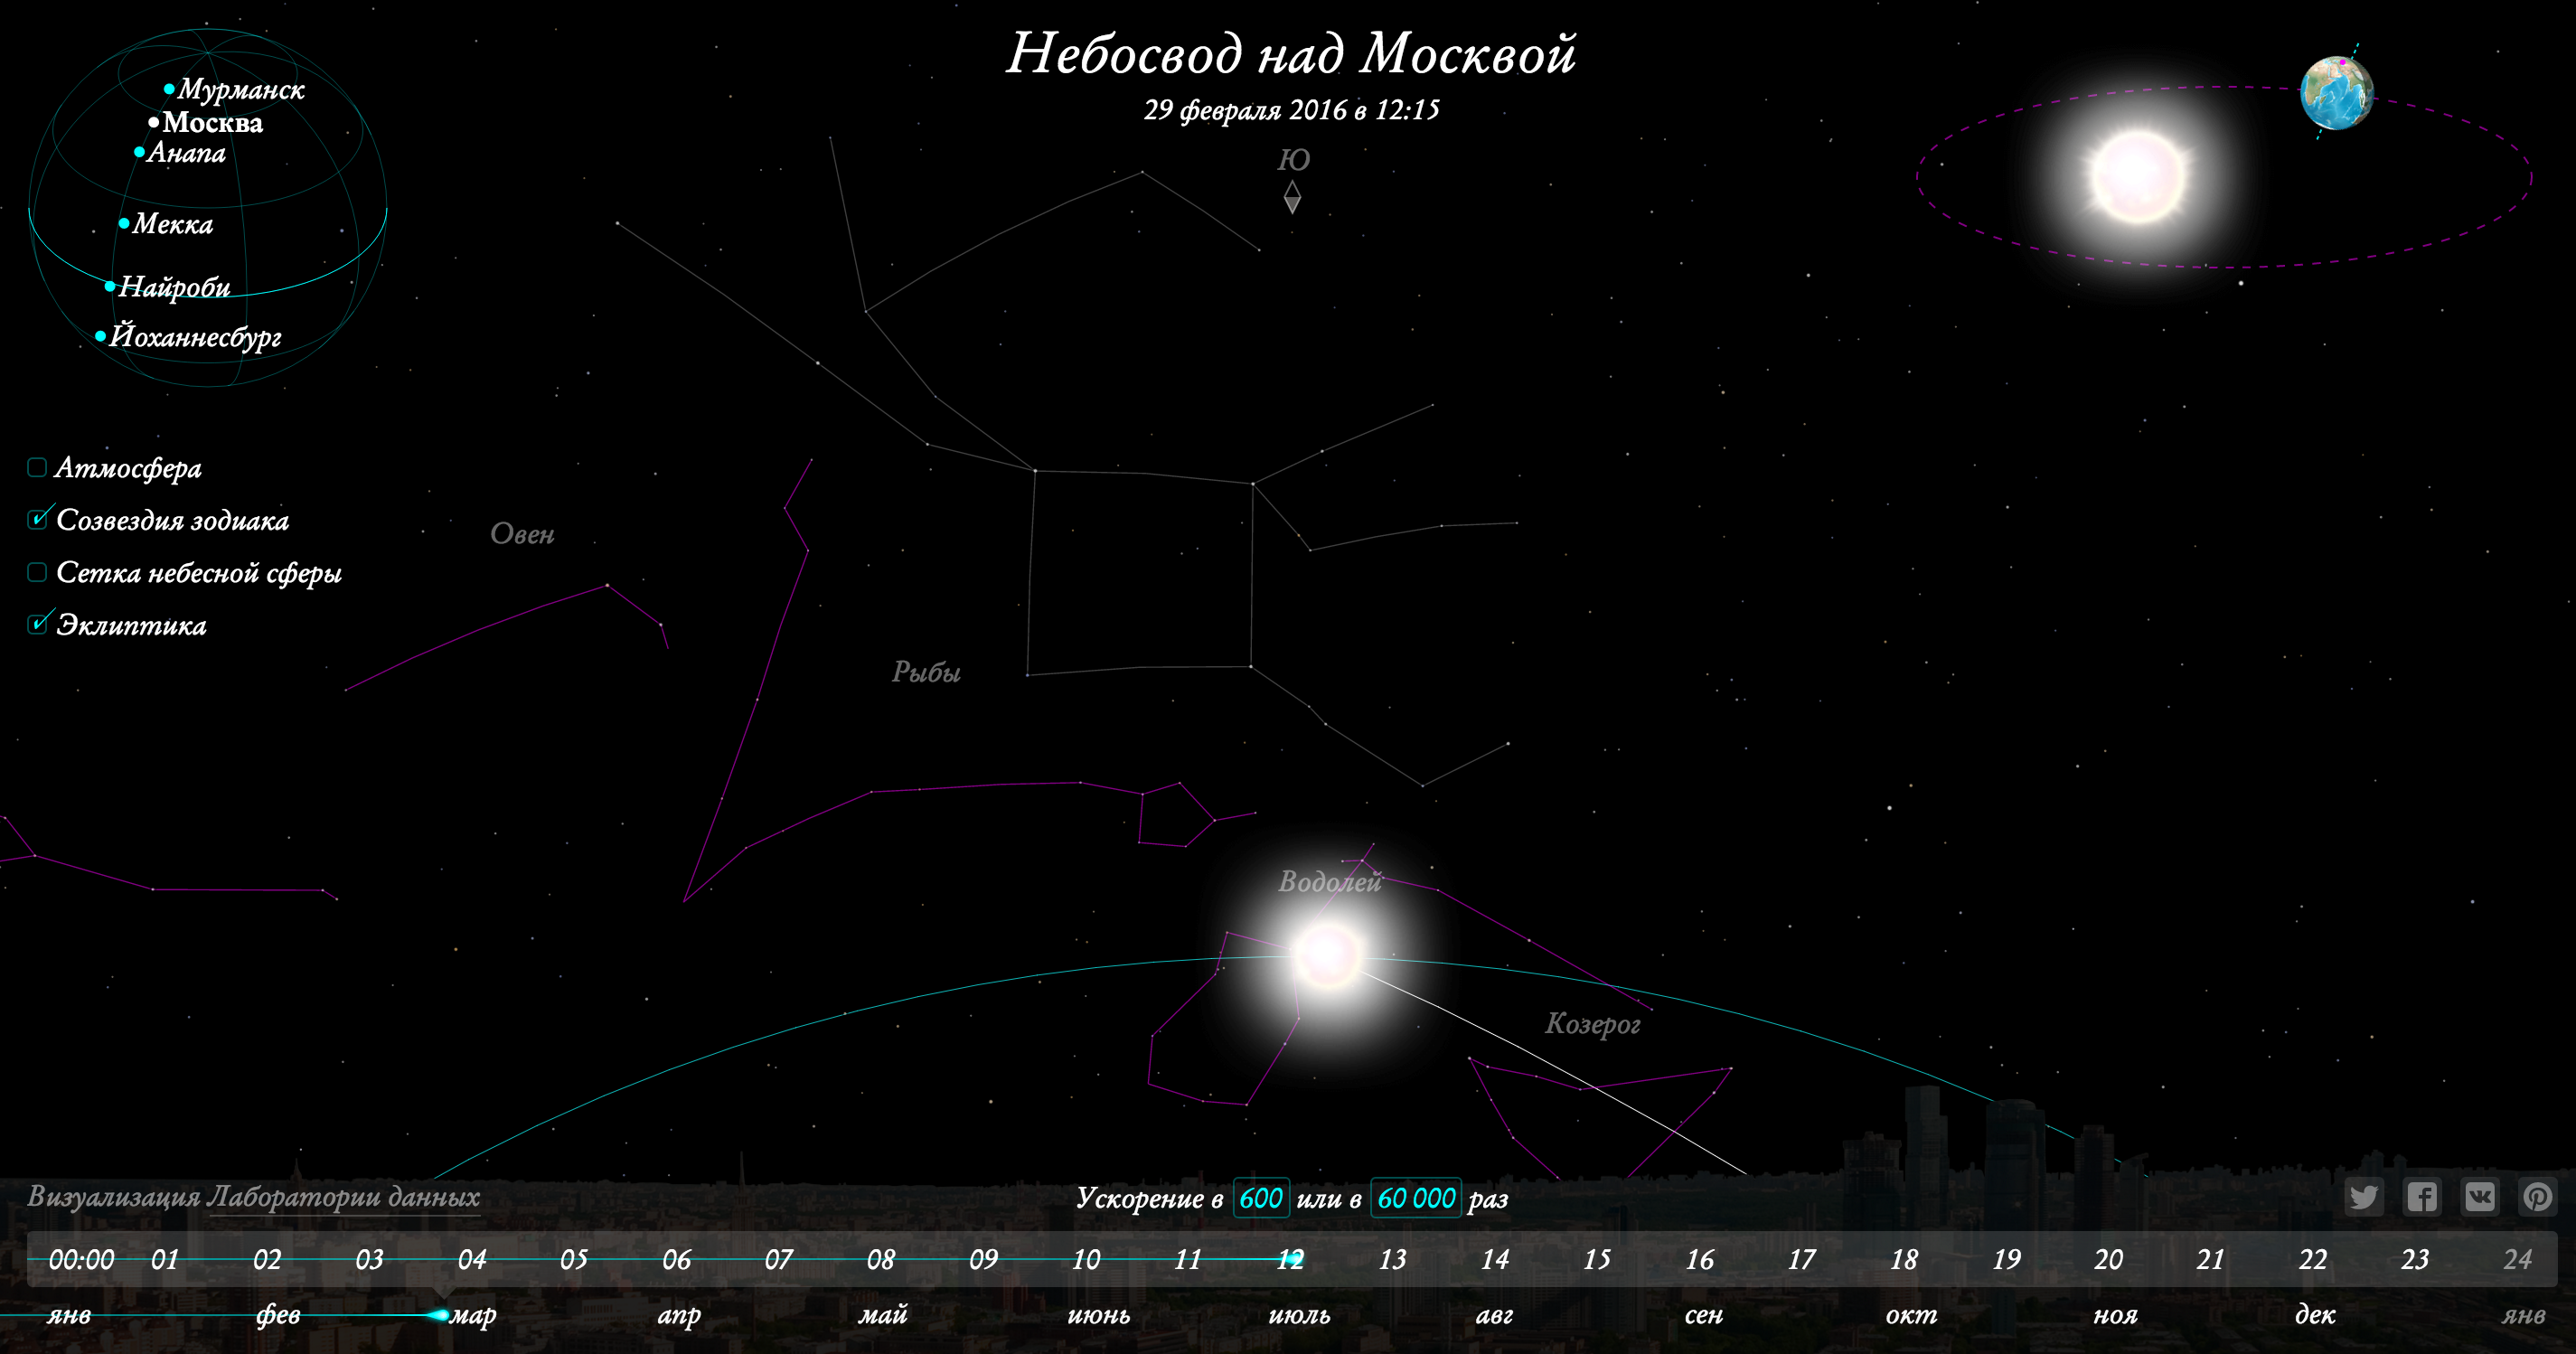 Небосвод над Москвой
29 февраля 2016 в 12:15
Ю
Мурманск
Москва
Анапа
Мекка
Найроби
Йоханнесбург
Атмосфера
Созвездия зодиака
Сетка небесной сферы
Эклиптика
Овен
Рыбы
Водолей
Козерог
Визуализация Лаборатории данных
Ускорение в 600 или в 60 000 раз
00:00 01 02 03 04 05 06 07 08 09 10 11 12 13 14 15 16 17 18 19 20 21 22 23 24
янв фев мар апр май июнь июль авг сен окт ноя дек янв